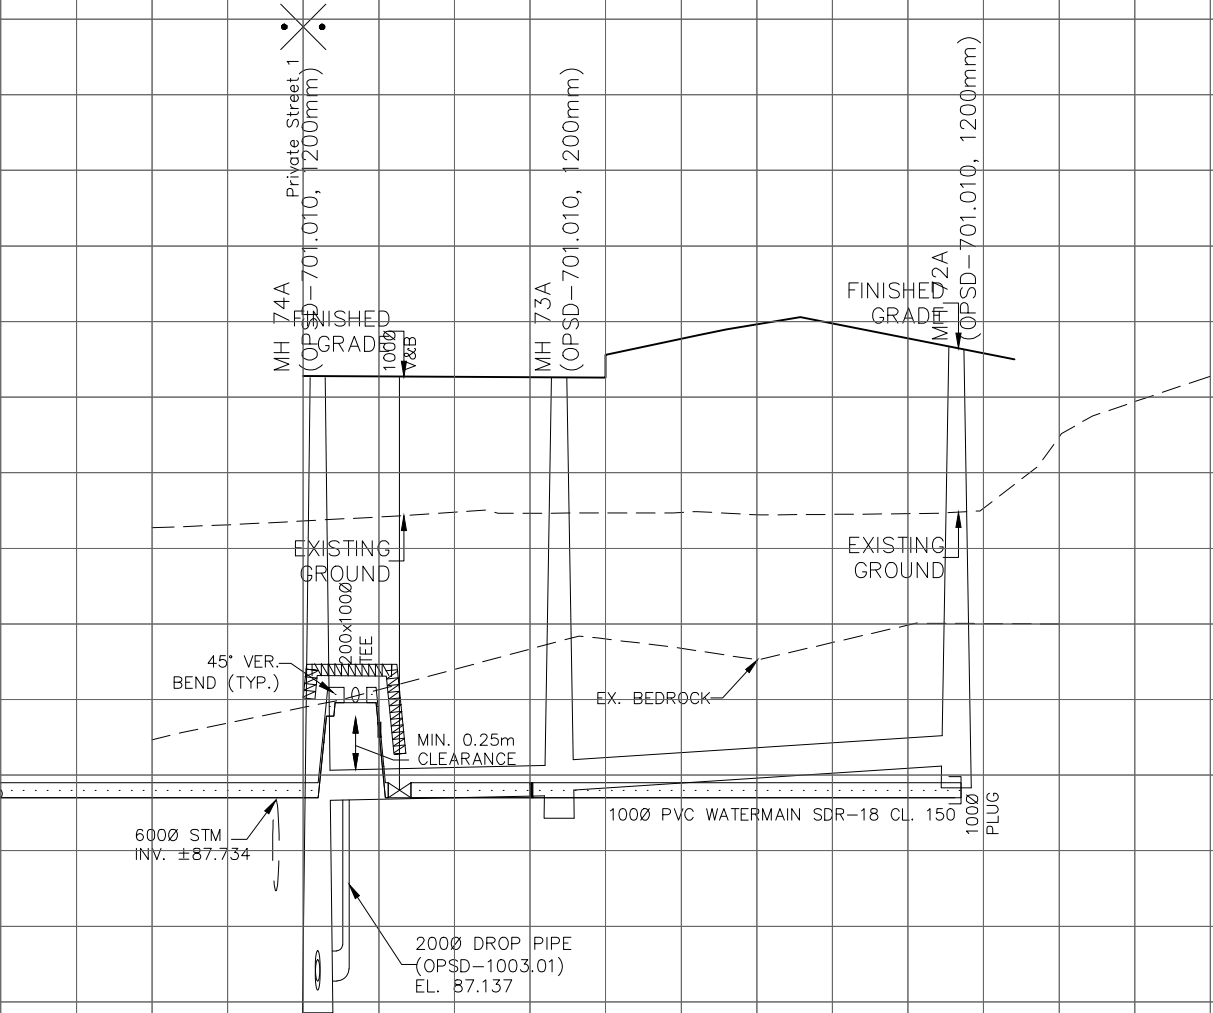 Private Street 1
MH 74A
(OPSD-701.010, 1200mm)
MH 73A
(OPSD-701.010, 1200mm)
MH 72A
(OPSD-701.010, 1200mm)
FINISHED
GRADE
100Ø
V&B
FINISHED
GRADE
EXISTING
GROUND
EXISTING
GROUND
200x100Ø
TEE
45° VER.
BEND (TYP.)
EX. BEDROCK
MIN. 0.25m
CLEARANCE
100Ø PVC WATERMAIN SDR-18 CL. 150
100Ø
PLUG
600Ø STM
INV. ±87.734
200Ø DROP PIPE
(OPSD-1003.01)
EL. 87.137